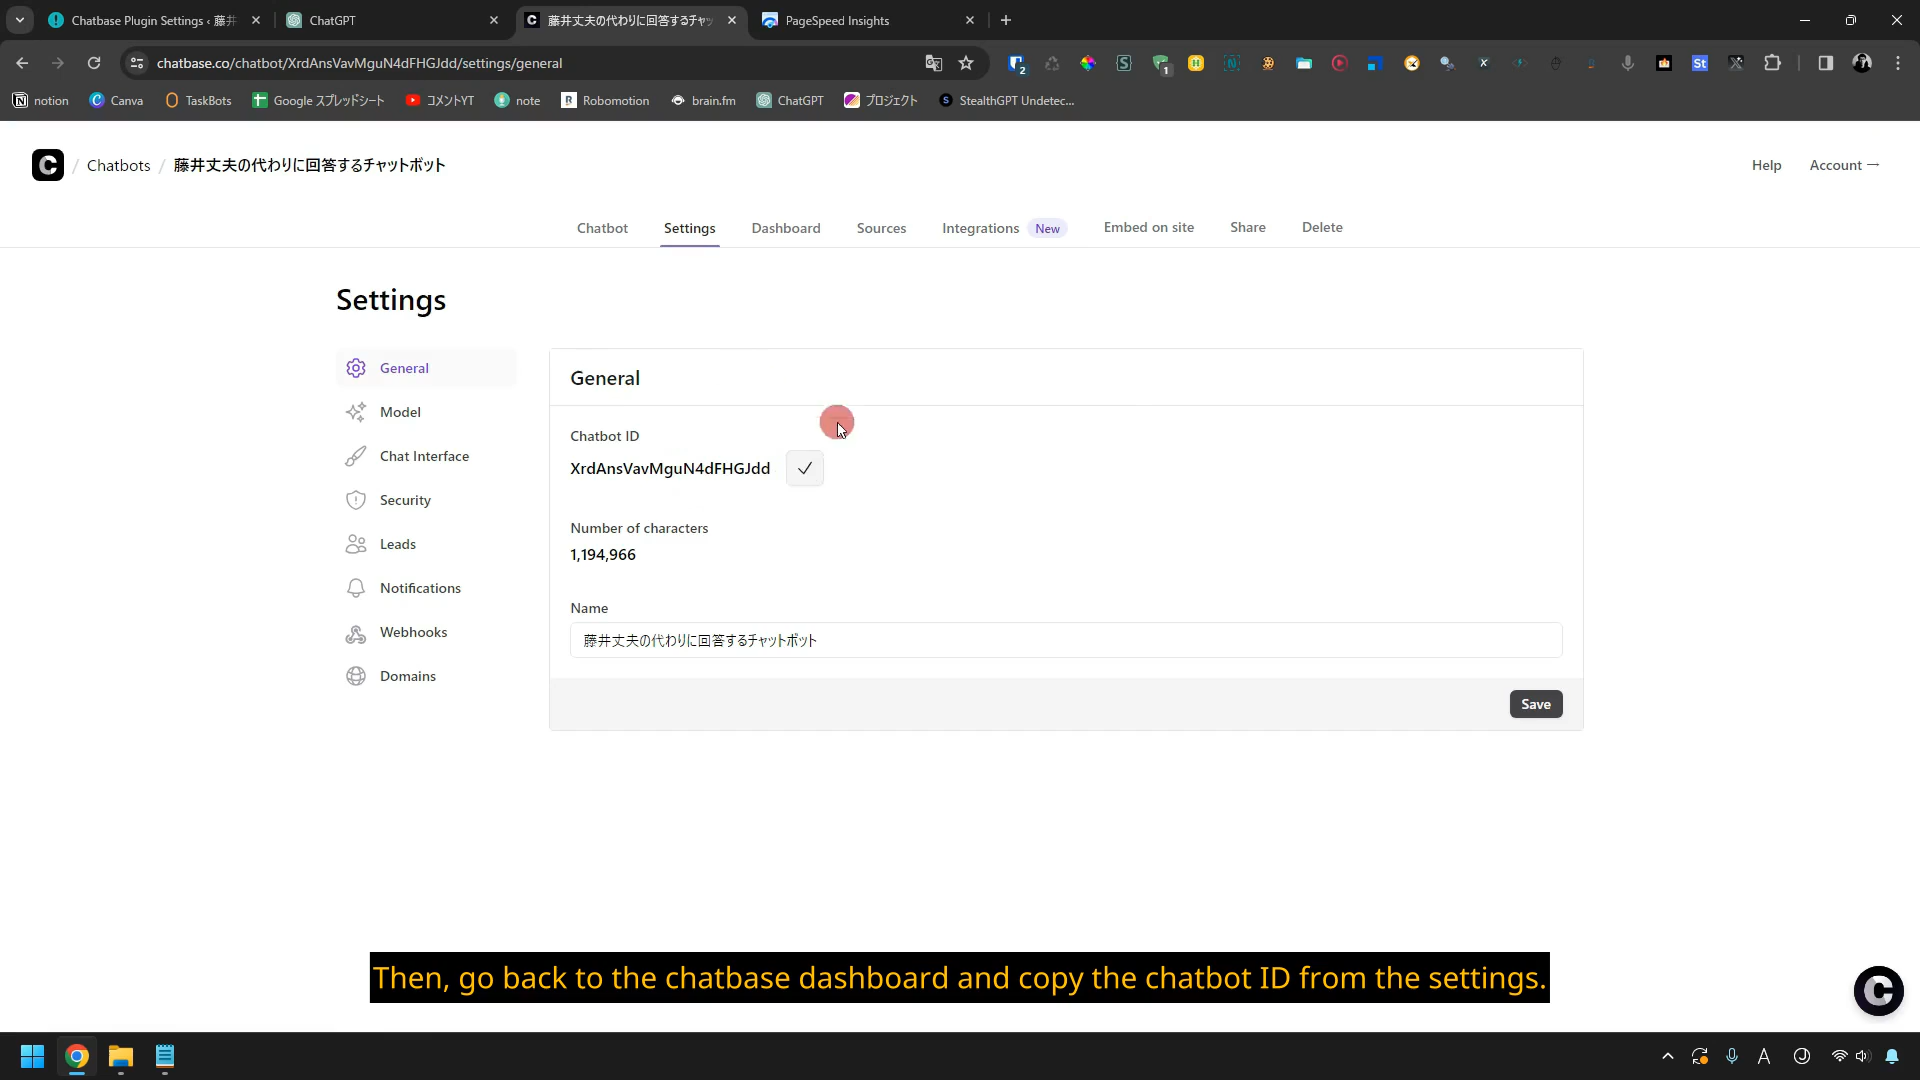 Chatbase Plugin Settings ‹ 藤井
ChatGPT
藤井丈夫の代わりに回答するチャッ
PageSpeed Insights
chatbase.co/chatbot/XrdAnsVavMguN4dFHGJdd/settings/general
notion
Canva
TaskBots
Google スプレッドシート
コメントYT
note
Robomotion
brain.fm
ChatGPT
プロジェクト
StealthGPT Undetec...
/ Chatbots / 藤井丈夫の代わりに回答するチャットボット
Help
Account
Chatbot
Settings
Dashboard
Sources
Integrations New
Embed on site
Share
Delete
Settings
General
Model
Chat Interface
Security
Leads
Notifications
Webhooks
Domains
General
Chatbot ID
XrdAnsVavMguN4dFHGJdd
Number of characters
1,194,966
Name
藤井丈夫の代わりに回答するチャットボット
Save
Then, go back to the chatbase dashboard and copy the chatbot ID from the settings.